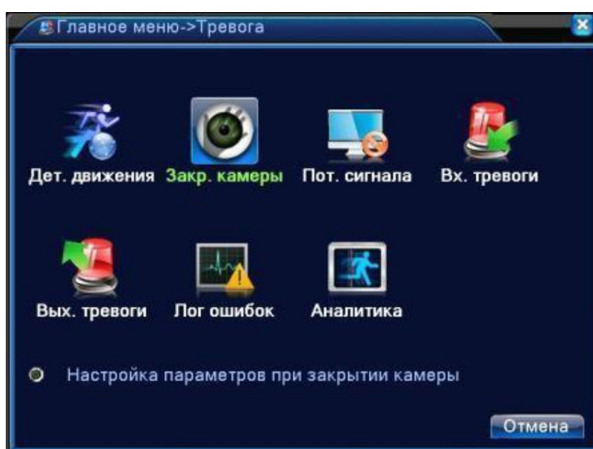 Главное меню->Тревога
Дет. движения Закр. камеры Пот. сигнала Вх. тревоги
Вых. тревоги Лог ошибок Аналитика
Настройка параметров при закрытии камеры
Отмена